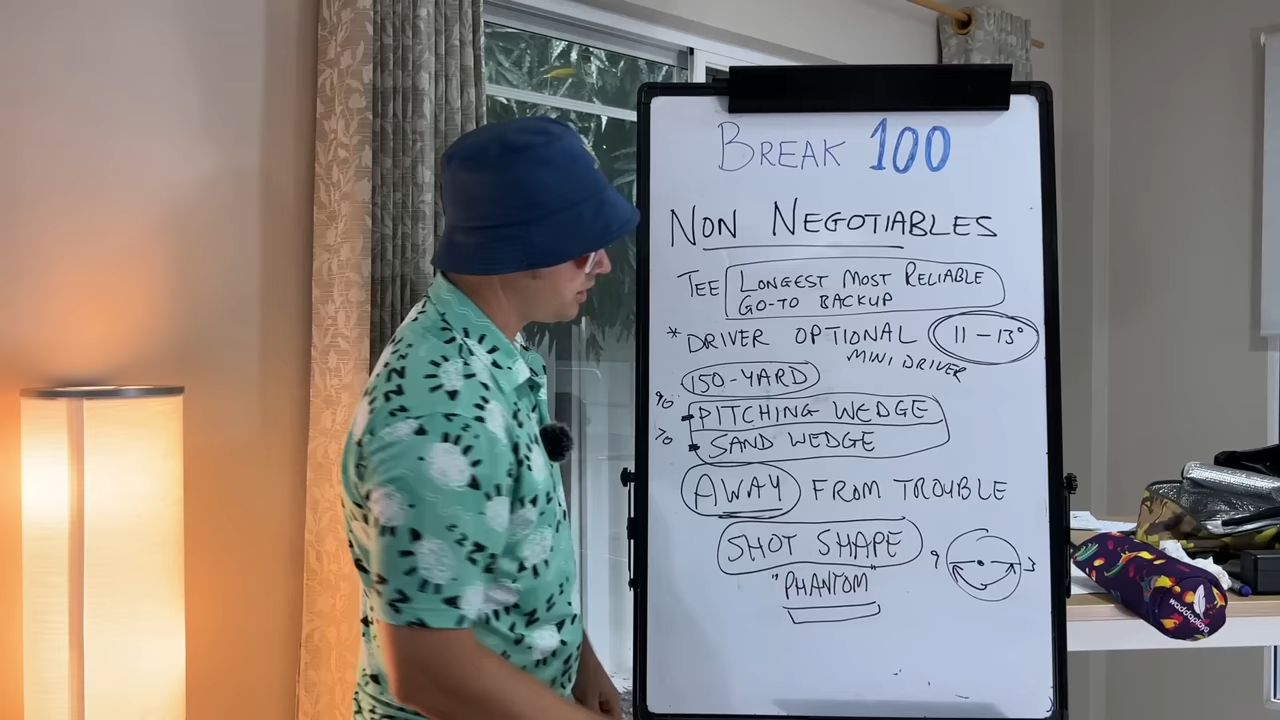 BREAK 100
NON NEGOTIABLES
TEE LONGEST MOST RELIABLE
GO-TO BACKUP
* DRIVER OPTIONAL 11-13°
MINI DRIVER
150-YARD
90 PITCHING WEDGE
70 SAND WEDGE
AWAY FROM TROUBLE
SHOT SHAPE
9 3
"PHANTOM"
waddaplaya